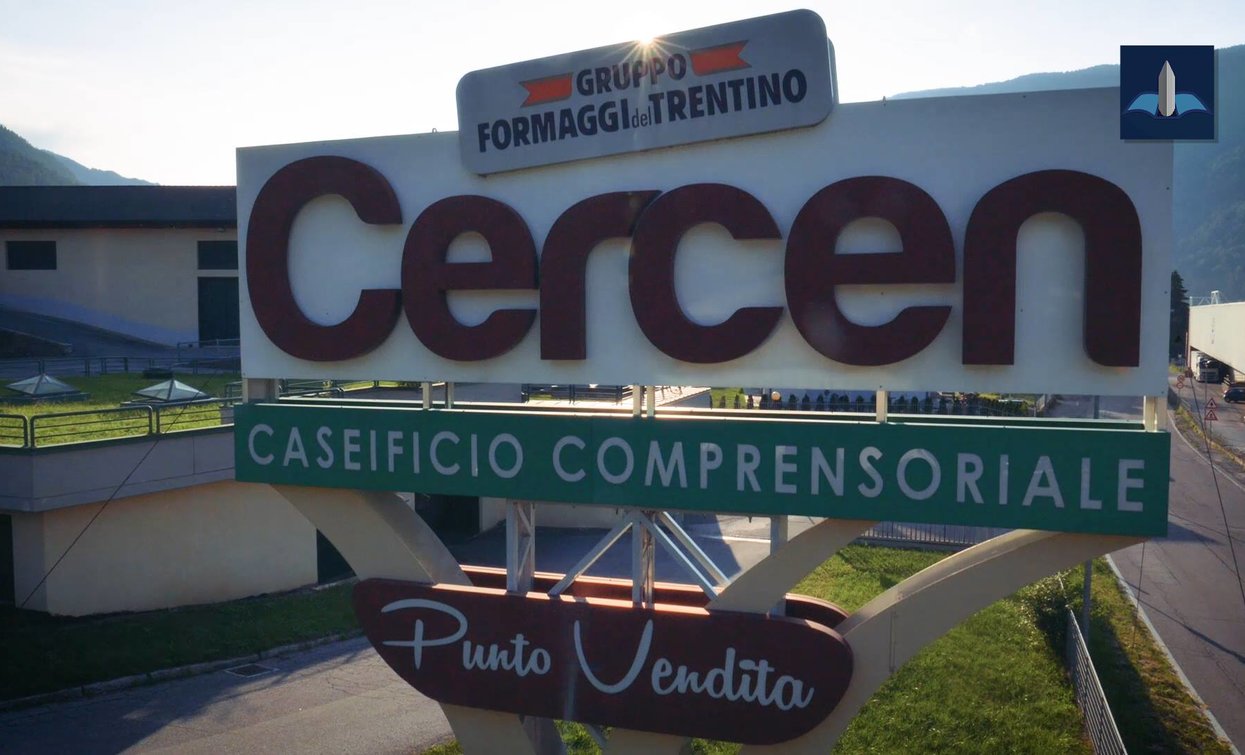 GRUPPO
FORMAGGI del TRENTINO
Cercen
CASEIFICIO COMPRENSORIALE
Punto Vendita